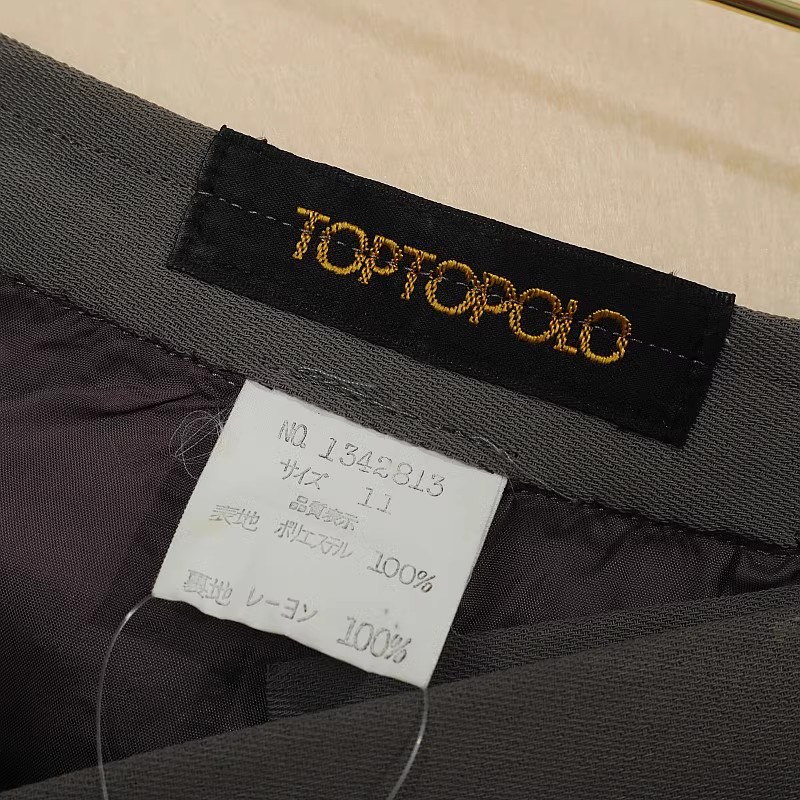 TOPTOPOLO
NO. 1342813
サイズ 11
品質表示
表地 ポリエステル 100%
裏地 レーヨン 100%